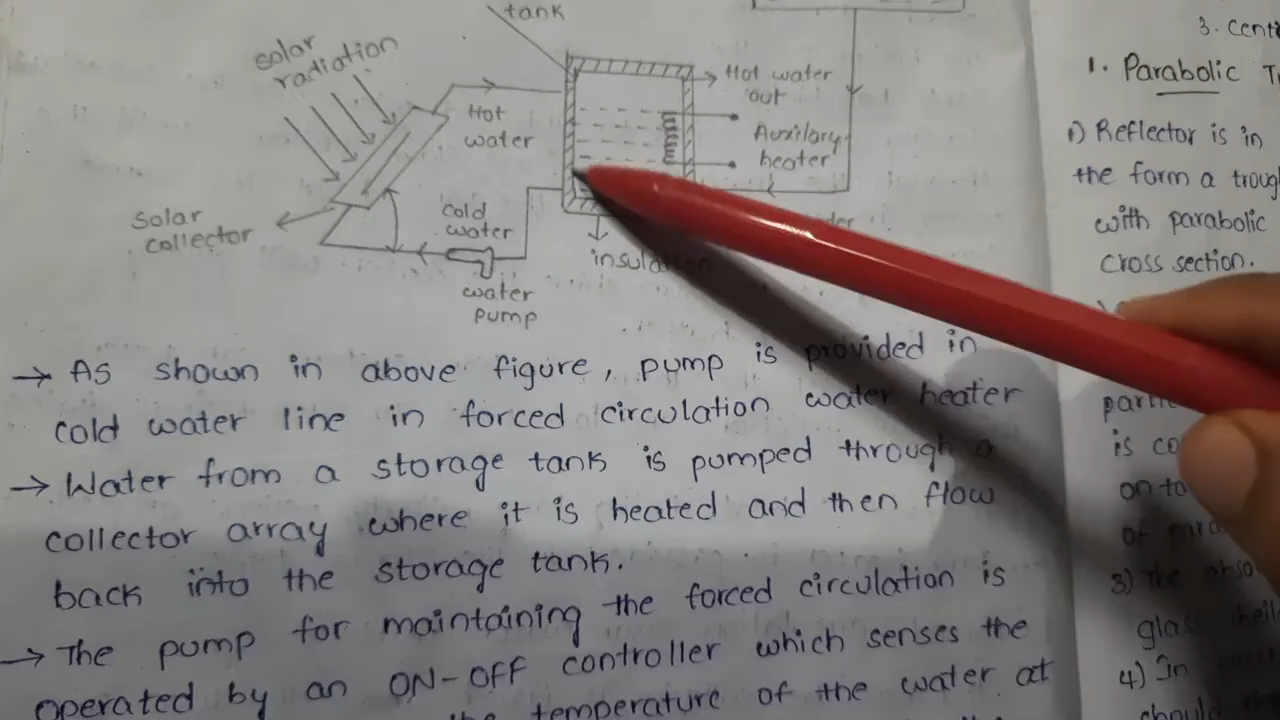 tank
solar
radiation
Hot
water
Hot water
out
Auxilary
heater
solar
collector
cold
water
water
pump
→ As shown in above figure, pump is provided in
cold water line in forced circulation water heater
→ Water from a storage tank is pumped through a
collector array where it is heated and then flow
back into the storage tank.
→ The pump for maintaining the forced circulation is
operated by an ON-OFF controller which senses the
temperature of the water at
3.
1. Parabolic
1) Reflector is in
the form a
with parabolic
cross section.
is
on to
of
3) The
4) In
should